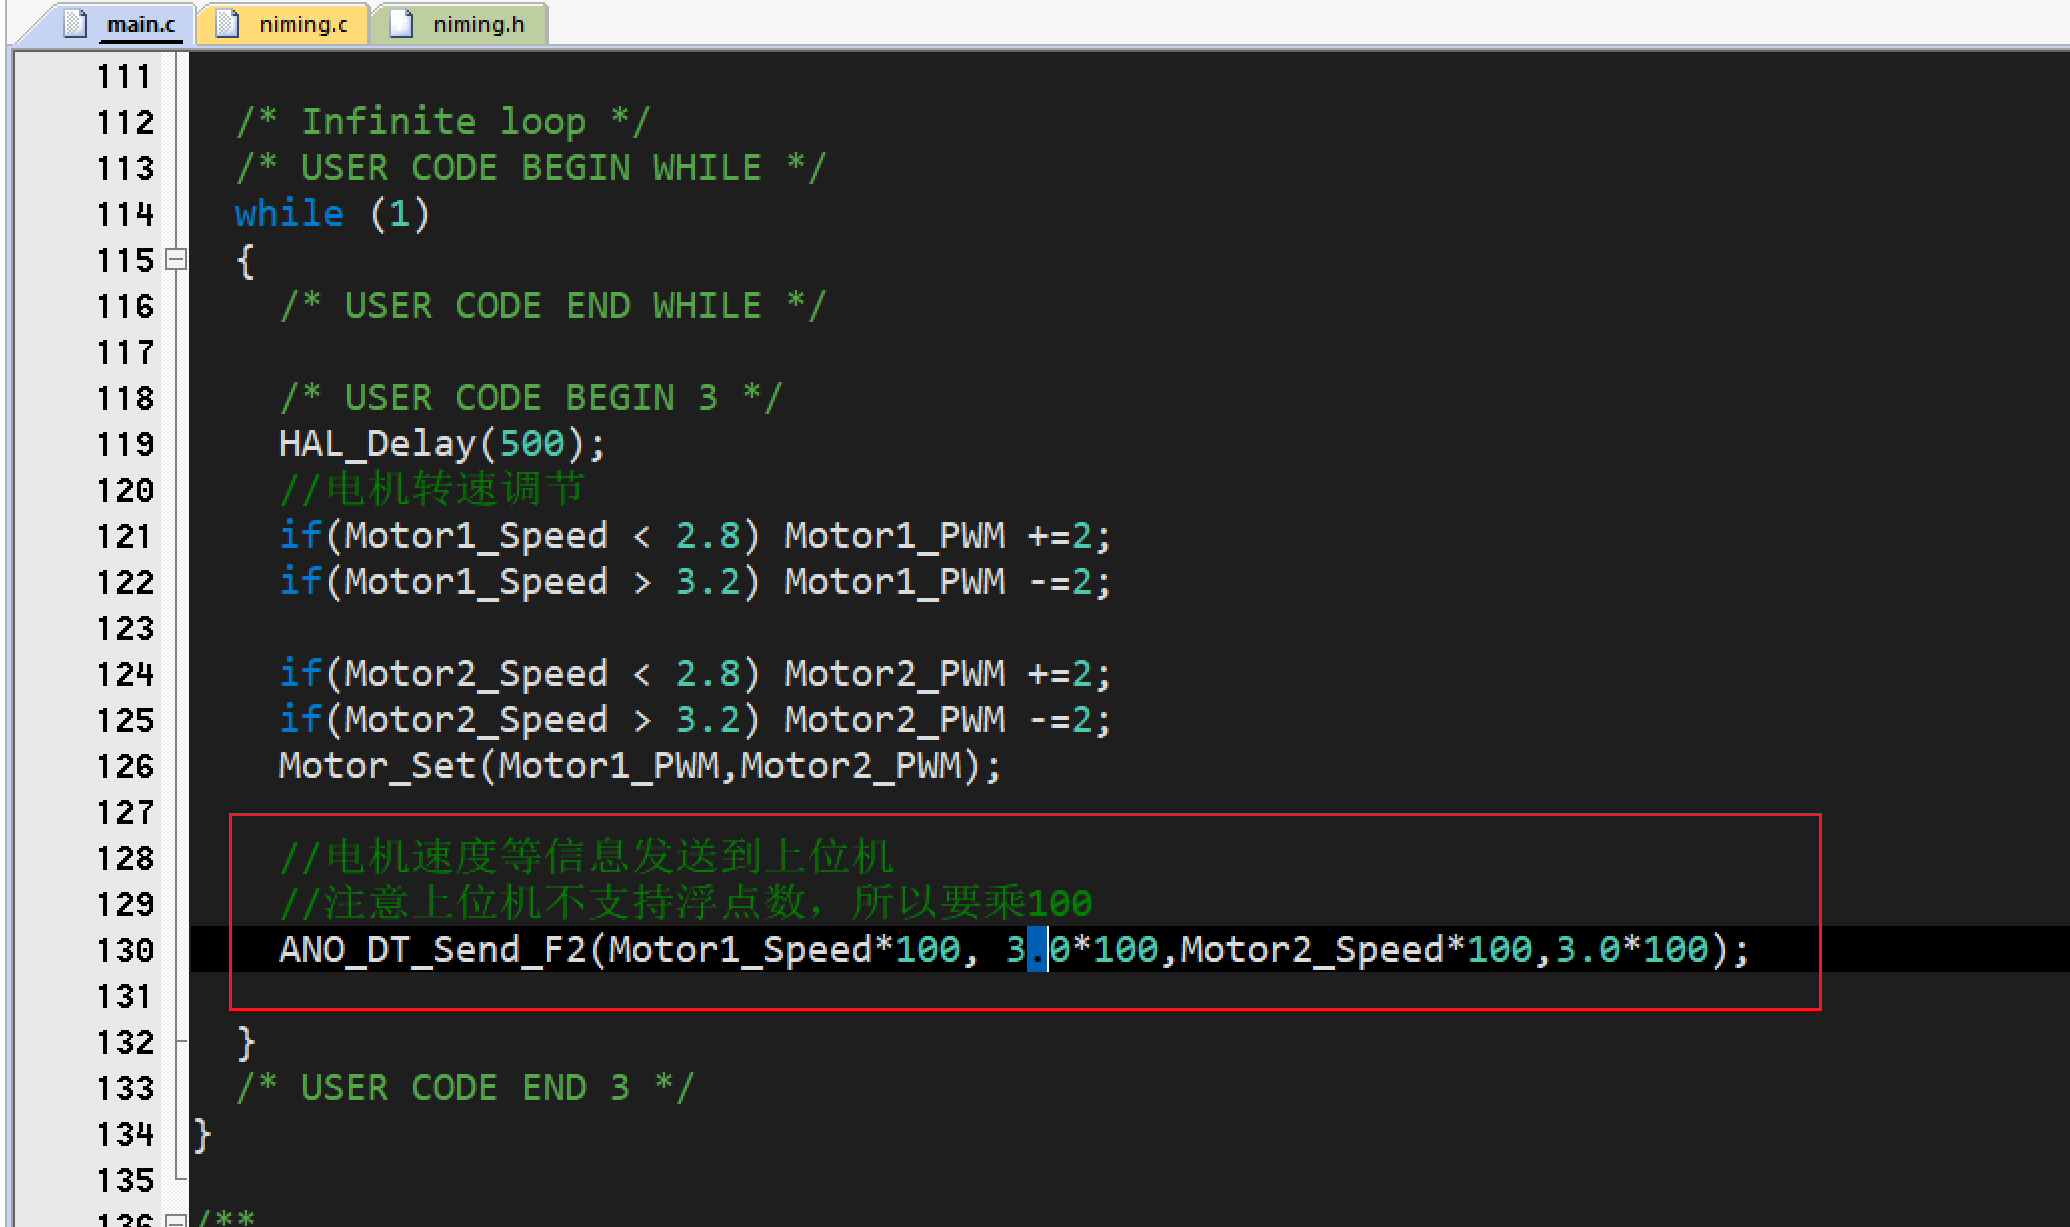 main.c niming.c niming.h
111
112 /* Infinite loop */
113 /* USER CODE BEGIN WHILE */
114 while (1)
115 {
116 /* USER CODE END WHILE */
117
118 /* USER CODE BEGIN 3 */
119 HAL_Delay(500);
120 //电机转速调节
121 if(Motor1_Speed < 2.8) Motor1_PWM +=2;
122 if(Motor1_Speed > 3.2) Motor1_PWM -=2;
123
124 if(Motor2_Speed < 2.8) Motor2_PWM +=2;
125 if(Motor2_Speed > 3.2) Motor2_PWM -=2;
126 Motor_Set(Motor1_PWM,Motor2_PWM);
127
128 //电机速度等信息发送到上位机
129 //注意上位机不支持浮点数，所以要乘100
130 ANO_DT_Send_F2(Motor1_Speed*100, 3.0*100,Motor2_Speed*100,3.0*100);
131
132 }
133 /* USER CODE END 3 */
134 }
135
136 /**